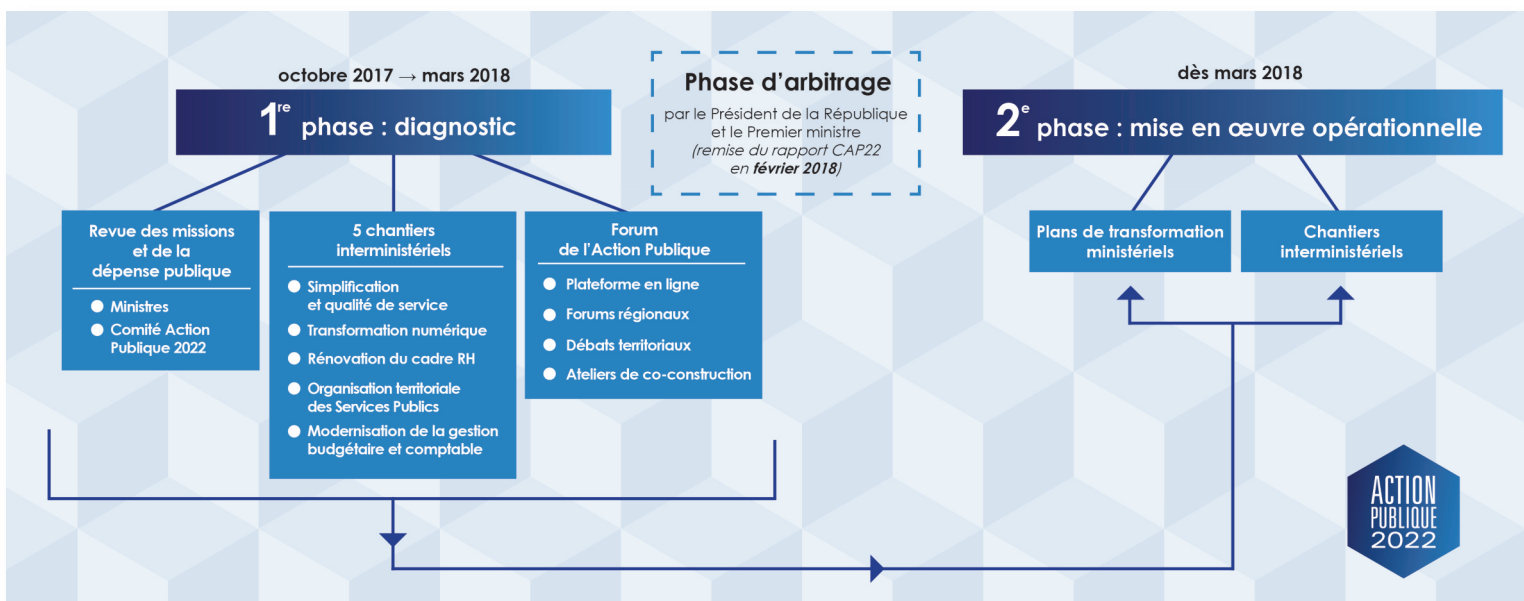 octobre 2017 → mars 2018
1re phase : diagnostic
Revue des missions
et de la
dépense publique
Ministres
Comité Action
Publique 2022
5 chantiers
interministériels
Simplification
et qualité de service
Transformation numérique
Rénovation du cadre RH
Organisation territoriale
des Services Publics
Modernisation de la gestion
budgétaire et comptable
Forum
de l’Action Publique
Plateforme en ligne
Forums régionaux
Débats territoriaux
Ateliers de co-construction
Phase d’arbitrage
par le Président de la République
et le Premier ministre
(remise du rapport CAP22
en février 2018)
dès mars 2018
2e phase : mise en œuvre opérationnelle
Plans de transformation
ministériels
Chantiers
interministériels
ACTION
PUBLIQUE
2022